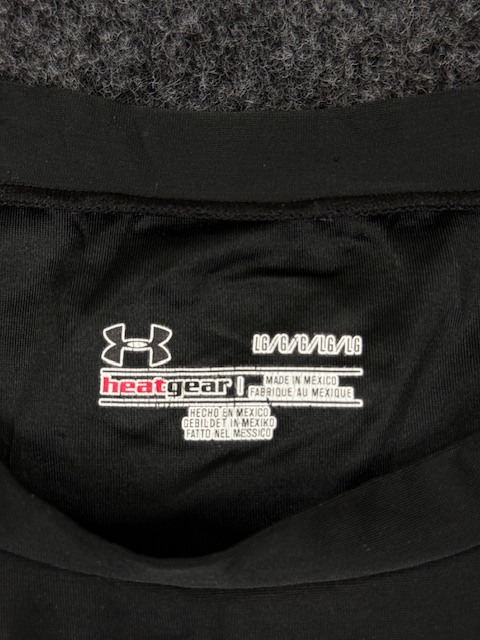 LG/G/G/LG/LG
heatgear
MADE IN MEXICO
FABRIQUE AU MEXIQUE
HECHO EN MEXICO
GEBILDET IN MEXIKO
FATTO NEL MESSICO